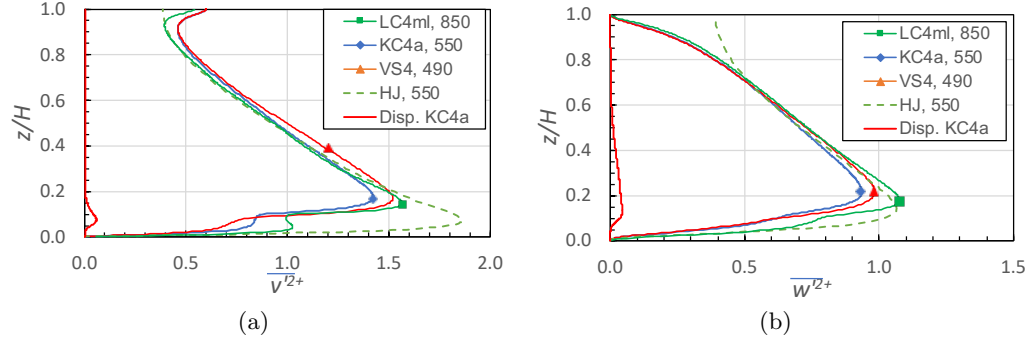 1.0
0.8
0.6
0.4
0.2
0.0
z/H
0.0 0.5 1.0 1.5 2.0
v'2+
LC4ml, 850
KC4a, 550
VS4, 490
HJ, 550
Disp. KC4a
(a)
1.0
0.8
0.6
0.4
0.2
0.0
z/H
0.0 0.5 1.0 1.5
w'2+
LC4ml, 850
KC4a, 550
VS4, 490
HJ, 550
Disp. KC4a
(b)